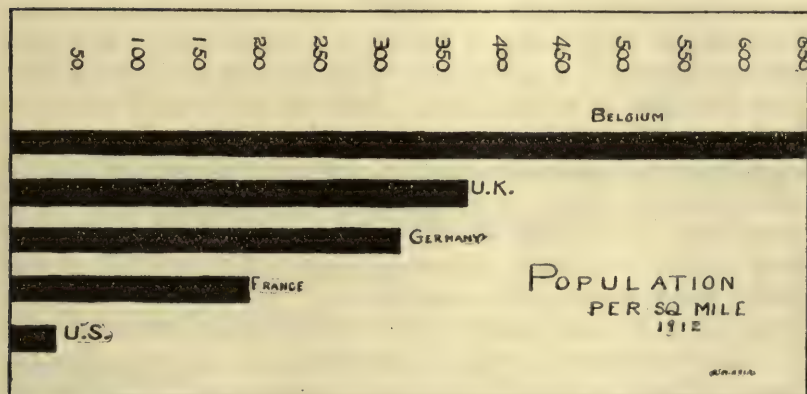 50. 100 150 200 250 300 350 400 450 500 550 600 650.
BELGIUM
U.K.
GERMANY
FRANCE
U.S.
POPULATION
PER SQ MILE
1912